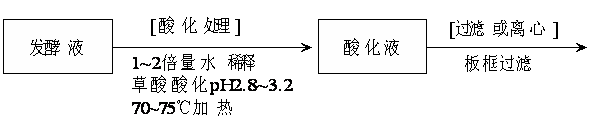 发酵液
[酸化处理]
1~2倍量水 稀释
草酸酸化pH2.8~3.2
70~75℃加热
酸化液
[过滤或离心]
板框过滤